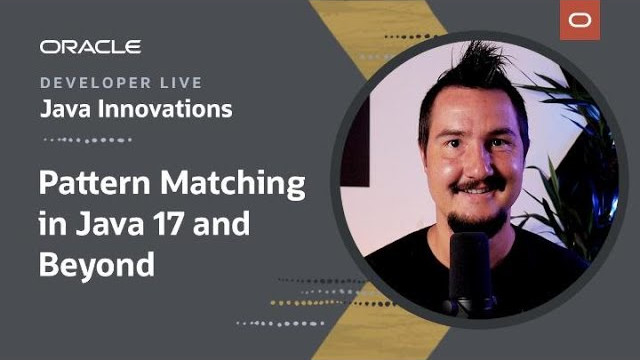 ORACLE
DEVELOPER LIVE
Java Innovations
Pattern Matching
in Java 17 and
Beyond